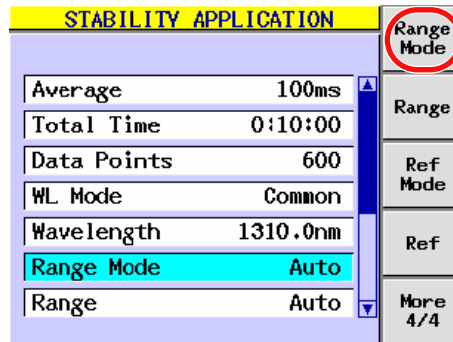 STABILITY APPLICATION
Average 100ms
Total Time 0:10:00
Data Points 600
WL Mode Common
Wavelength 1310.0nm
Range Mode Auto
Range Auto
Range
Mode
Range
Ref
Mode
Ref
More
4/4